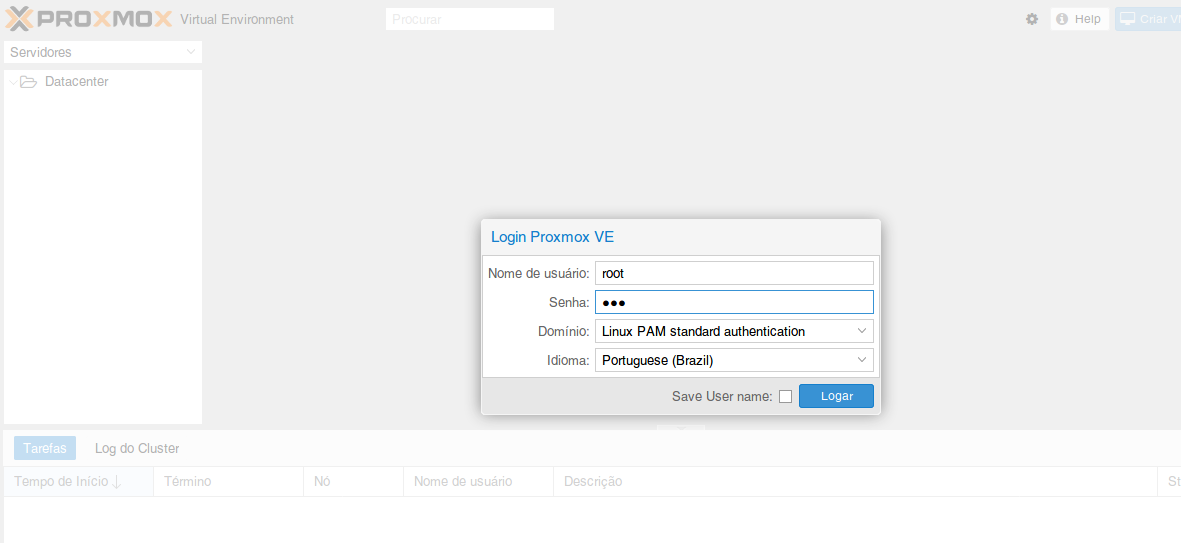 PROXMOX Virtual Environment Procurar Help Criar VM
Servidores
Datacenter
Login Proxmox VE
Nome de usuário: root
Senha: ●●●
Domínio: Linux PAM standard authentication
Idioma: Portuguese (Brazil)
Save User name: Logar
Tarefas Log do Cluster
Tempo de Início Término Nó Nome de usuário Descrição St